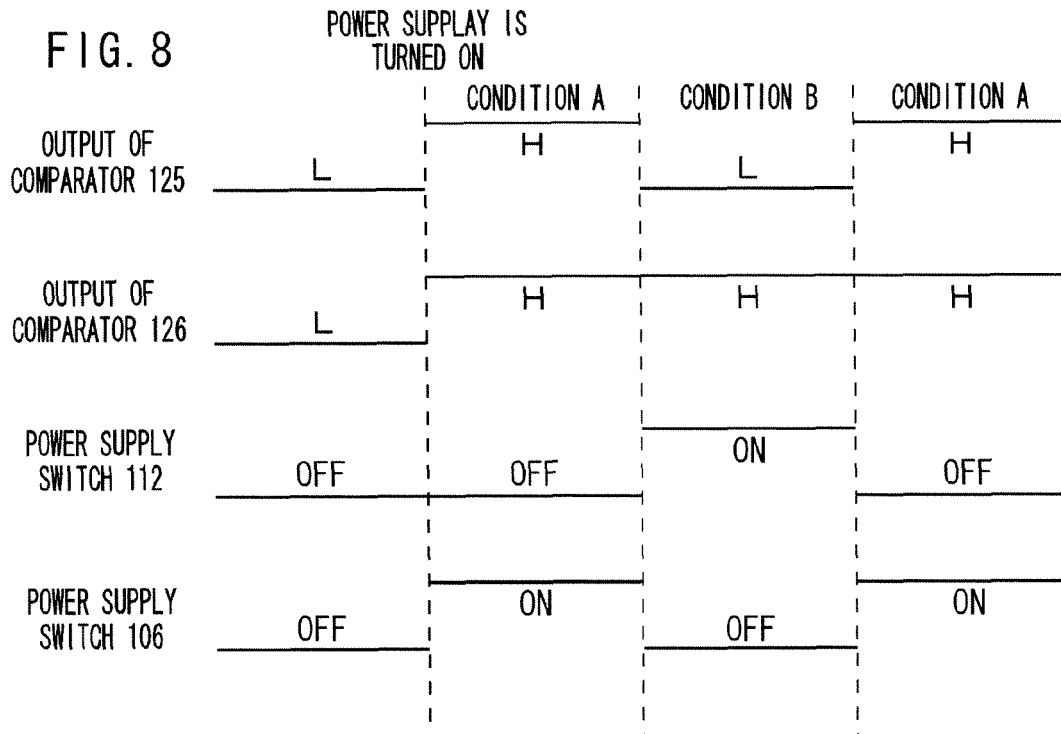 FIG. 8
POWER SUPPLAY IS
TURNED ON
CONDITION A
CONDITION B
CONDITION A
OUTPUT OF
COMPARATOR 125
L
H
L
H
OUTPUT OF
COMPARATOR 126
L
H
H
H
POWER SUPPLY
SWITCH 112
OFF
OFF
ON
OFF
POWER SUPPLY
SWITCH 106
OFF
ON
OFF
ON